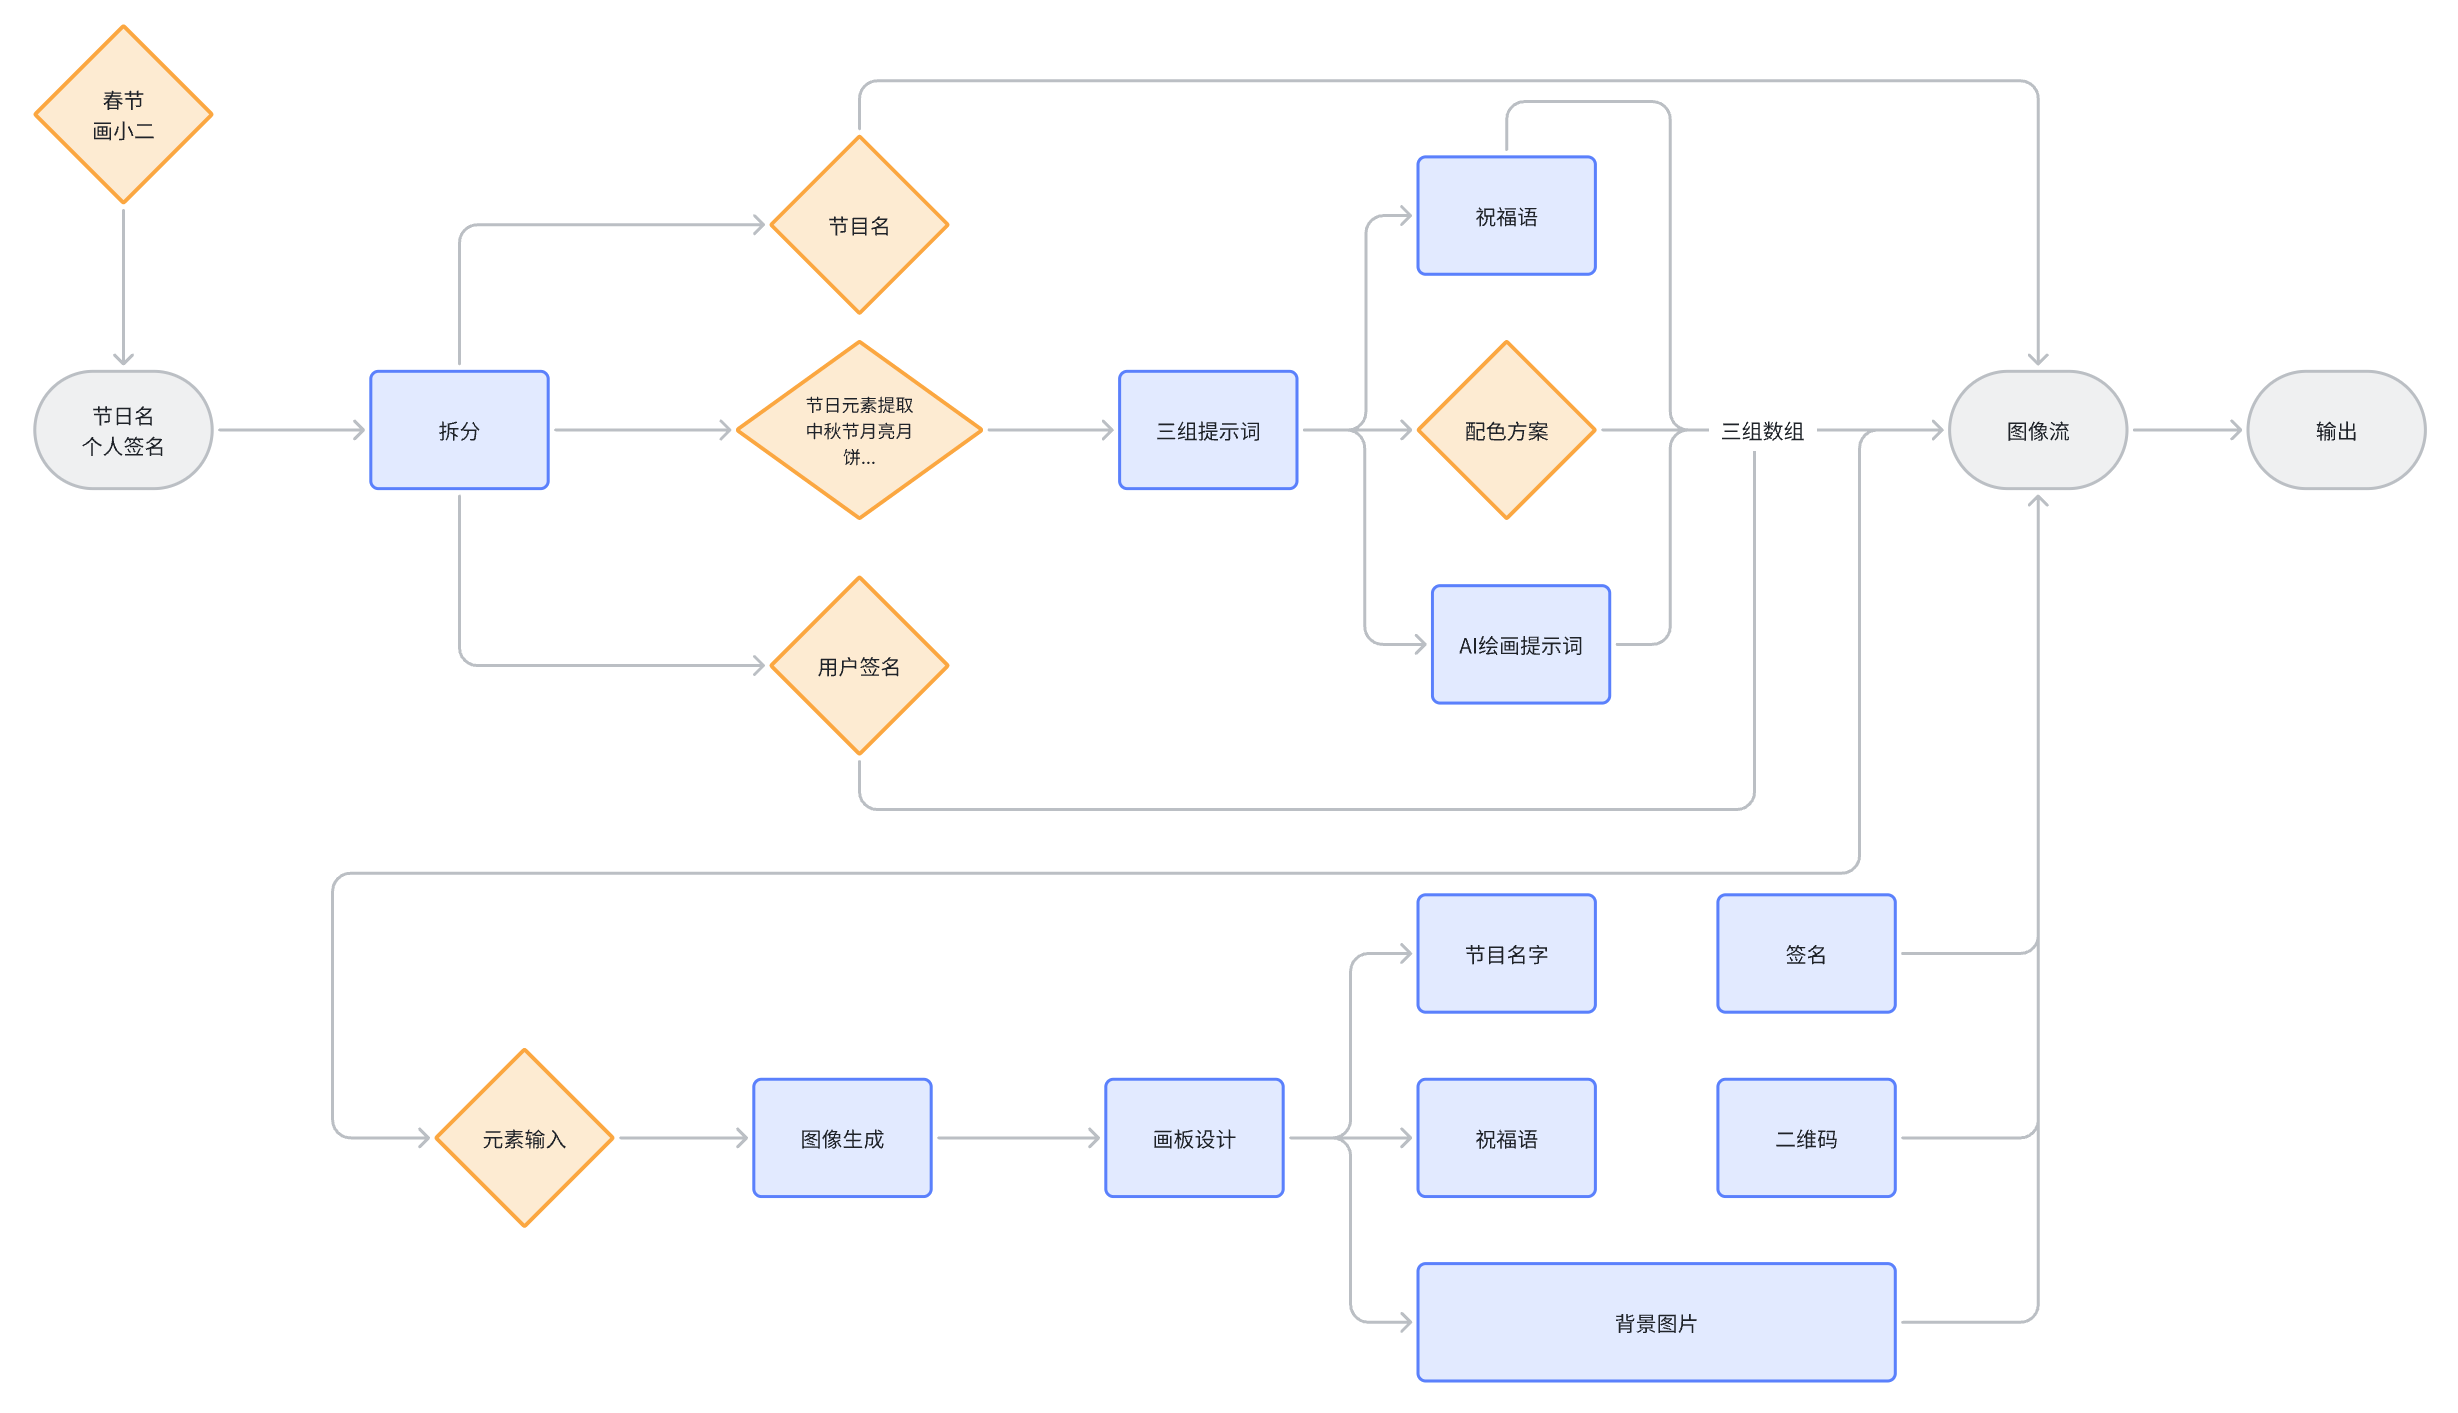 春节
画小二
节目名
祝福语
节日名
个人签名
拆分
节日元素提取
中秋节月亮月
饼...
三组提示词
配色方案
三组数组
图像流
输出
用户签名
AI绘画提示词
节目名字
签名
元素输入
图像生成
画板设计
祝福语
二维码
背景图片